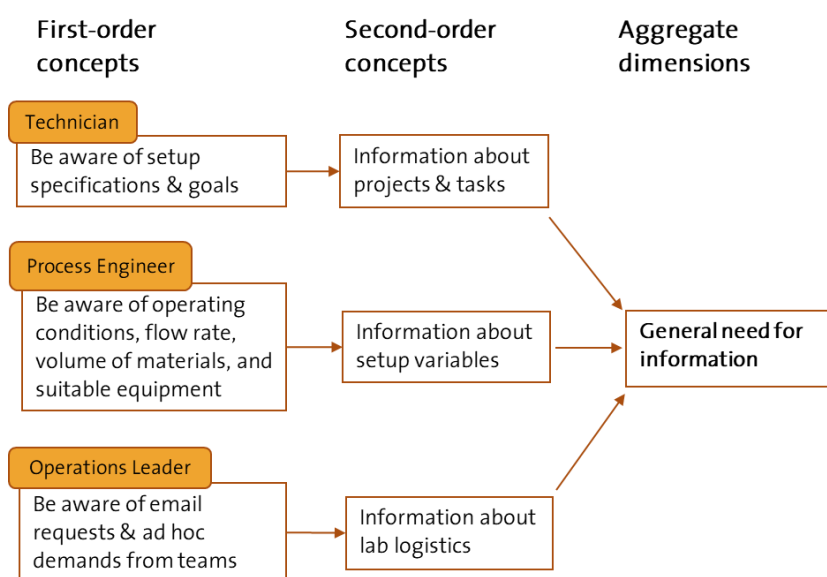 First-order
concepts
Second-order
concepts
Aggregate
dimensions
Technician
Be aware of setup
specifications & goals
Information about
projects & tasks
Process Engineer
Be aware of operating
conditions, flow rate,
volume of materials, and
suitable equipment
Information about
setup variables
General need for
information
Operations Leader
Be aware of email
requests & ad hoc
demands from teams
Information about
lab logistics